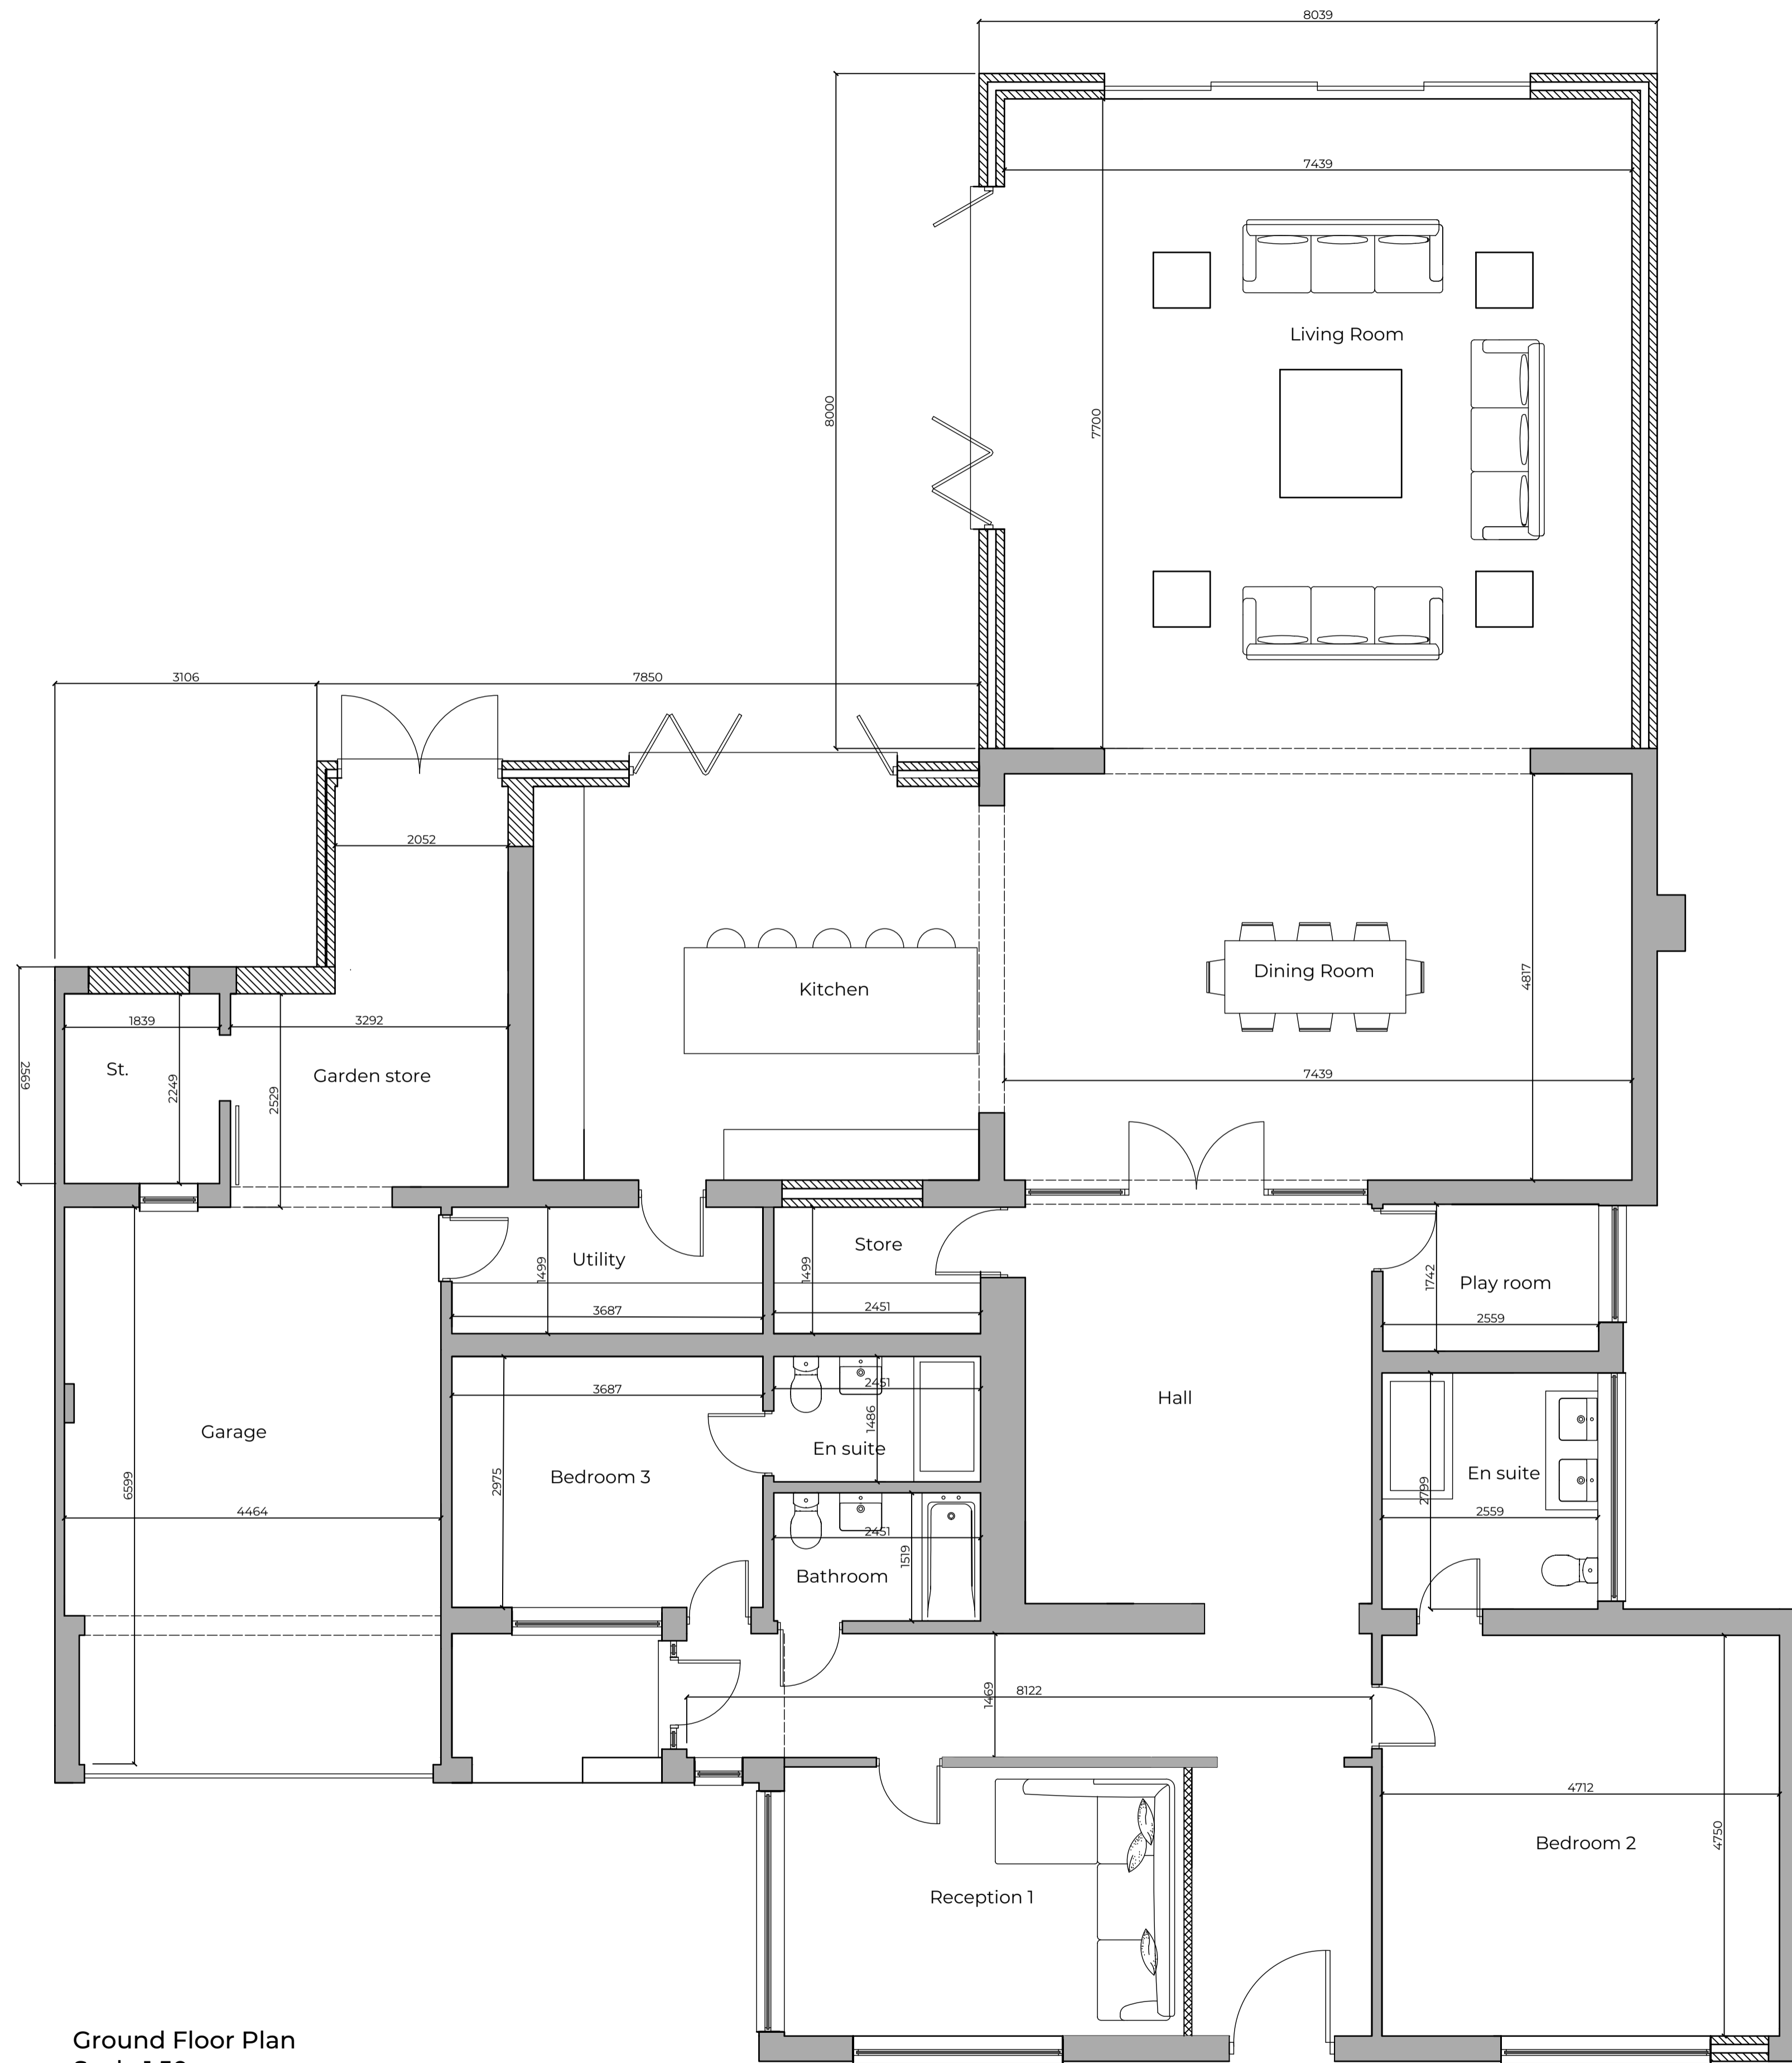 8039
7439
Living Room
8000
7700
3106
7850
2052
Kitchen
Dining Room
4817
1839
3292
St.
Garden store
2569
2249
2529
7439
Utility
1499
3687
Store
1499
2451
1742
Play room
2559
3687
2451
1486
En suite
Hall
Garage
2975
Bedroom 3
6599
4464
2451
1519
Bathroom
En suite
2799
2559
1469
8122
4712
Bedroom 2
4750
Reception 1
Ground Floor Plan